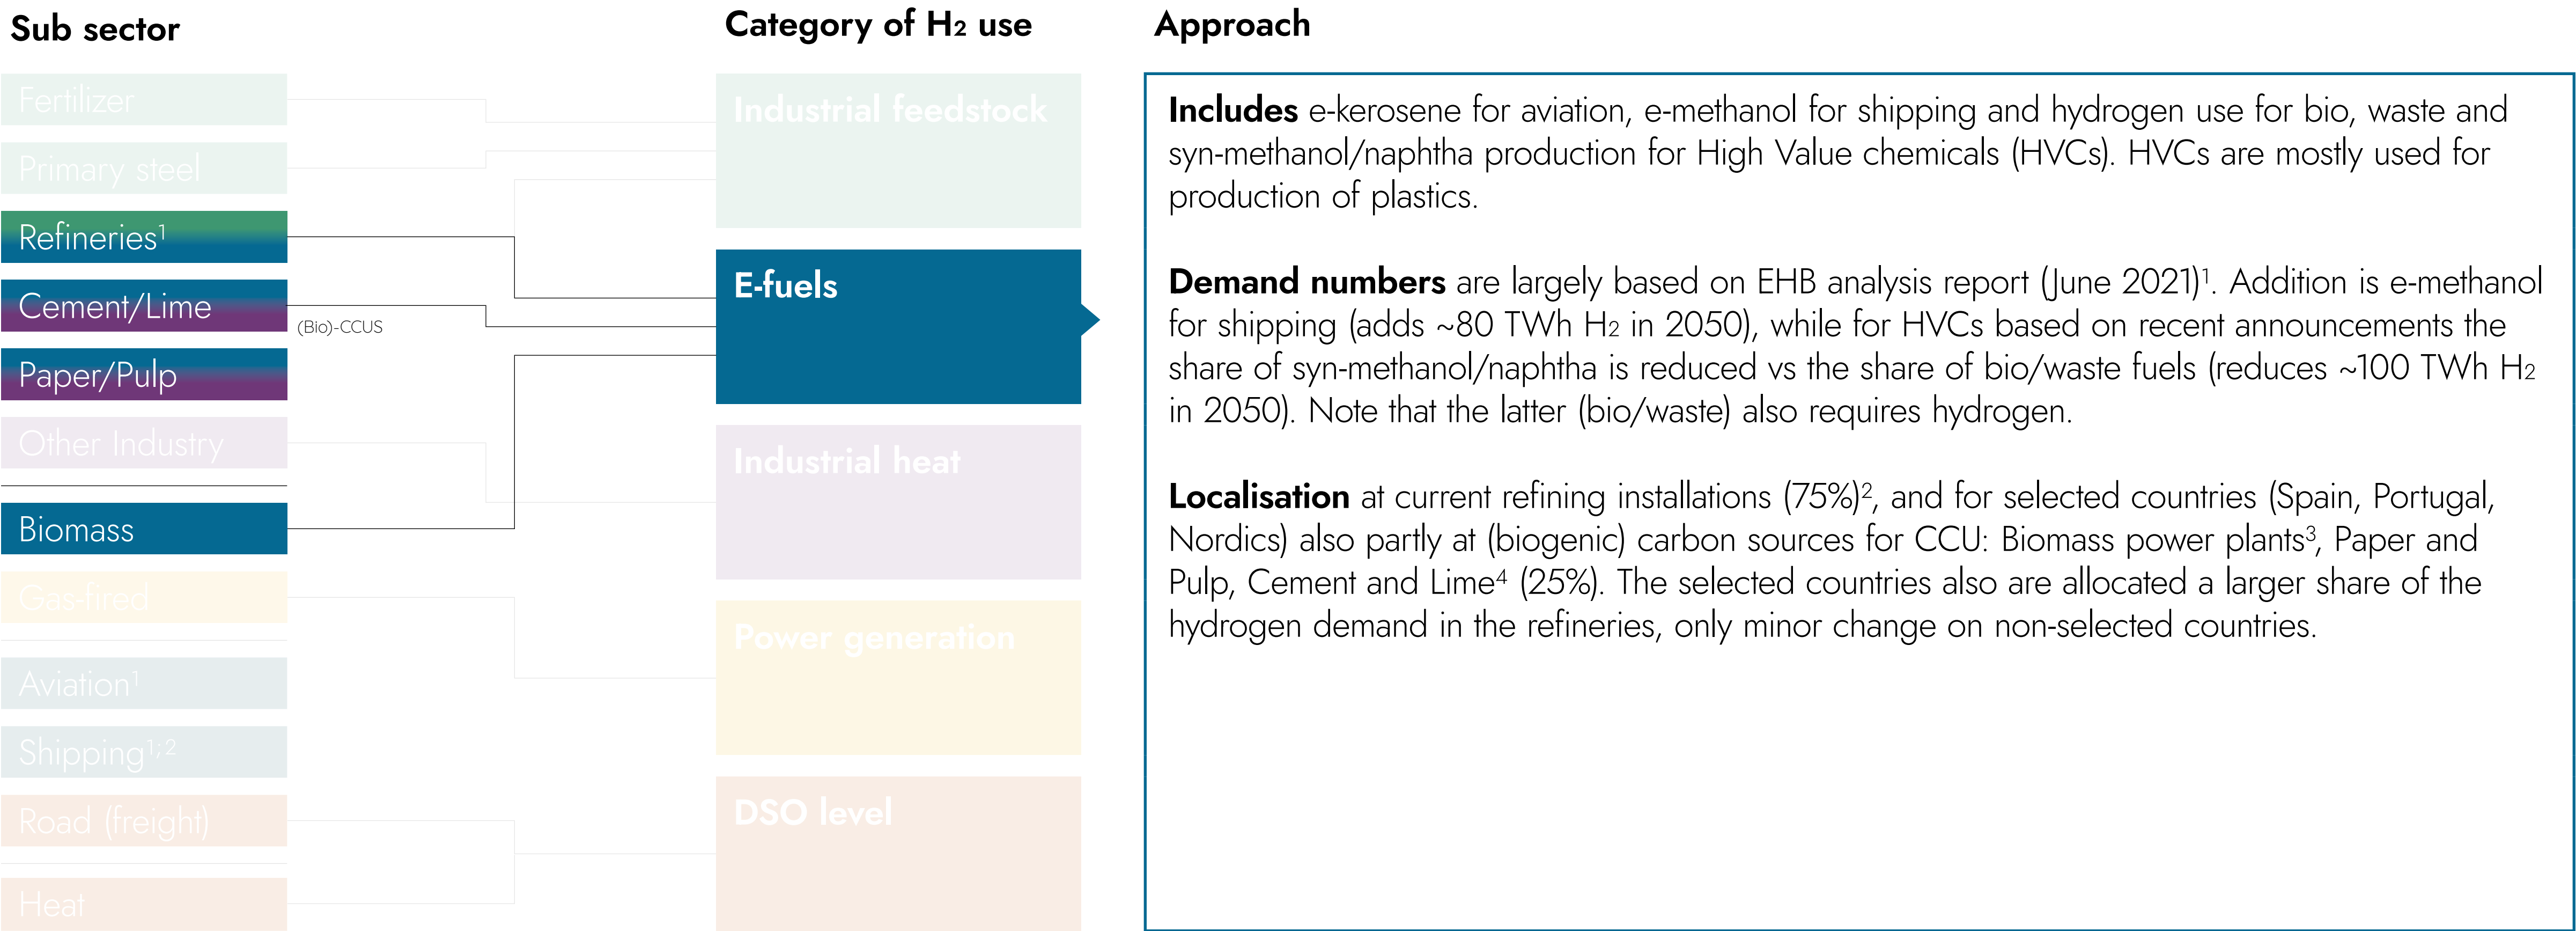 Sub sector
Fertilizer
Primary steel
Refineries¹
Cement/Lime
(Bio)-CCUS
Paper/Pulp
Other Industry
Biomass
Gas-fired
Aviation¹
Shipping¹; ²
Road (freight)
Heat
Category of H₂ use
Industrial feedstock
E-fuels
Industrial heat
Power generation
DSO level
Approach
Includes e-kerosene for aviation, e-methanol for shipping and hydrogen use for bio, waste and
syn-methanol/naphtha production for High Value chemicals (HVCs). HVCs are mostly used for
production of plastics.
Demand numbers are largely based on EHB analysis report (June 2021)¹. Addition is e-methanol
for shipping (adds ~80 TWh H₂ in 2050), while for HVCs based on recent announcements the
share of syn-methanol/naphtha is reduced vs the share of bio/waste fuels (reduces ~100 TWh H₂
in 2050). Note that the latter (bio/waste) also requires hydrogen.
Localisation at current refining installations (75%)², and for selected countries (Spain, Portugal,
Nordics) also partly at (biogenic) carbon sources for CCU: Biomass power plants³, Paper and
Pulp, Cement and Lime⁴ (25%). The selected countries also are allocated a larger share of the
hydrogen demand in the refineries, only minor change on non-selected countries.